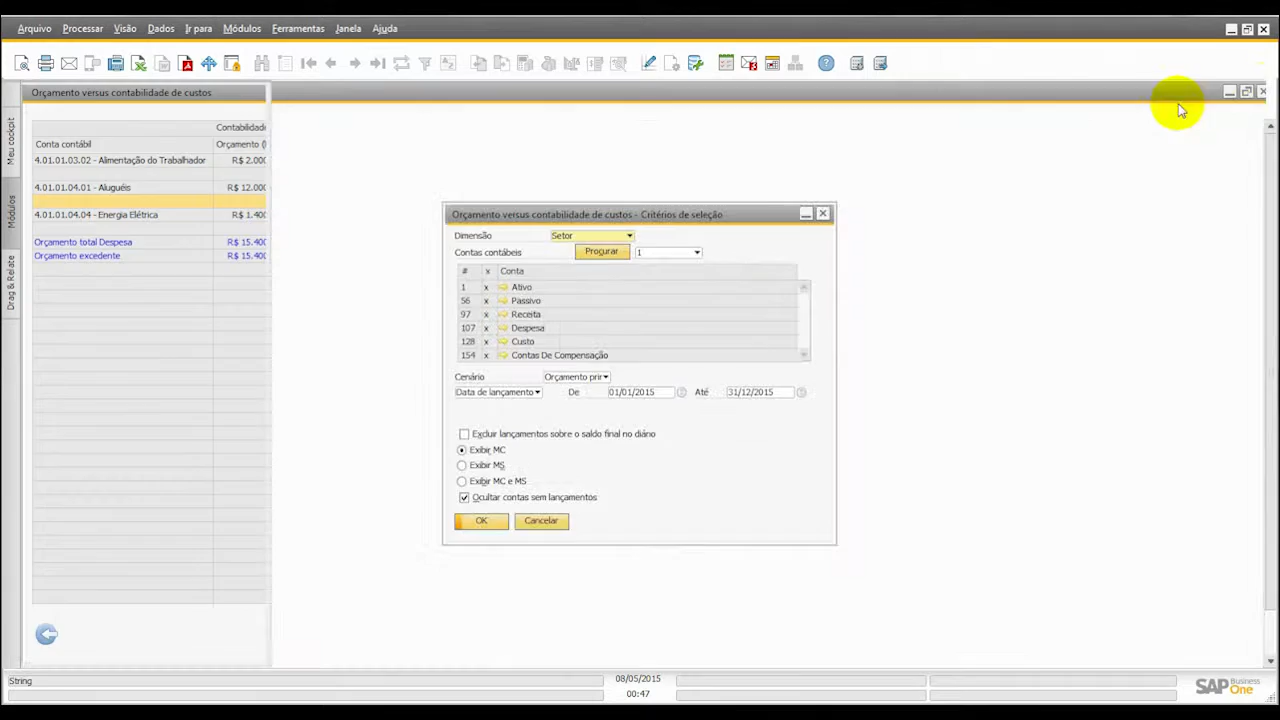 Arquivo Processar Visão Dados Ir para Módulos Ferramentas Janela Ajuda
Orçamento versus contabilidade de custos
Meu cockpit
Módulos
Drag & Relate
Contabilidade
Conta contábil Orçamento (
4.01.01.03.02 - Alimentação do Trabalhador R$ 2.000
4.01.01.04.01 - Aluguéis R$ 12.000
4.01.01.04.04 - Energia Elétrica R$ 1.400
Orçamento total Despesa R$ 15.400
Orçamento excedente R$ 15.400
Orçamento versus contabilidade de custos - Critérios de seleção
Dimensão Setor
Contas contábeis Procurar 1
# x Conta
1 x Ativo
56 x Passivo
97 x Receita
107 x Despesa
128 x Custo
154 x Contas De Compensação
Cenário Orçamento prir
Data de lançamento De 01/01/2015 Até 31/12/2015
Excluir lançamentos sobre o saldo final no diário
Exibir MC
Exibir MS
Exibir MC e MS
Ocultar contas sem lançamentos
OK Cancelar
String 08/05/2015
00:47
SAP Business One